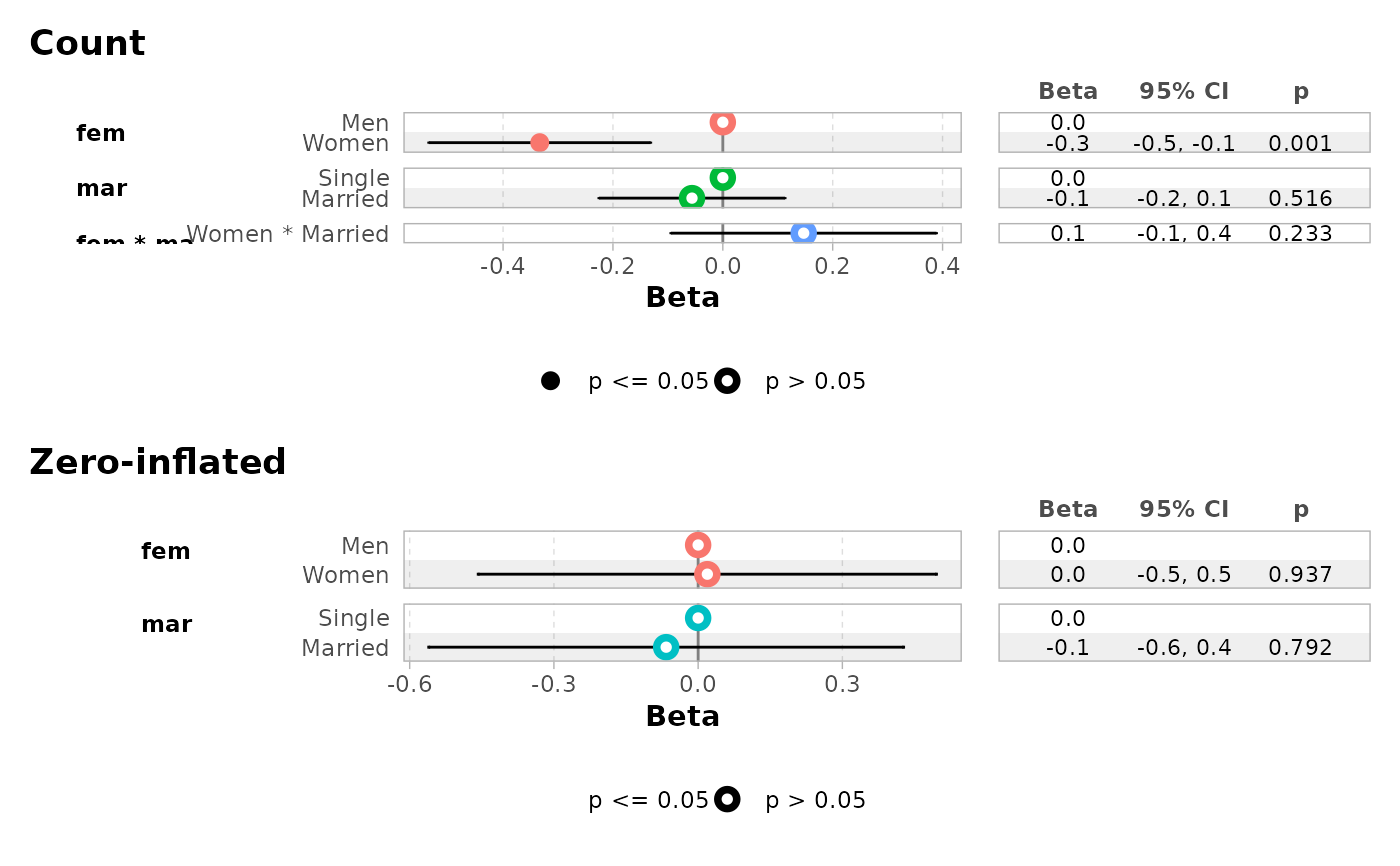 Count
Beta 95% CI p
fem Men 0.0
Women -0.3 -0.5, -0.1 0.001
mar Single 0.0
Married -0.1 -0.2, 0.1 0.516
fem * ma Women * Married 0.1 -0.1, 0.4 0.233
-0.4 -0.2 0.0 0.2 0.4
Beta
p <= 0.05 p > 0.05
Zero-inflated
Beta 95% CI p
fem Men 0.0
Women 0.0 -0.5, 0.5 0.937
mar Single 0.0
Married -0.1 -0.6, 0.4 0.792
-0.6 -0.3 0.0 0.3
Beta
p <= 0.05 p > 0.05